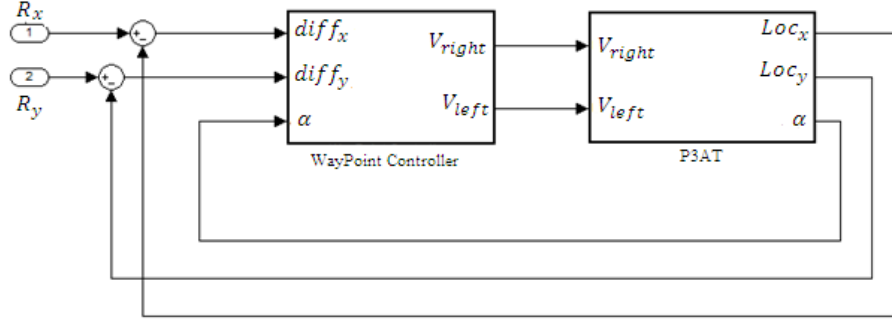 R_x
1
+
-
2
+
-
R_y
diff_x
diff_y
α
V_right
V_left
WayPoint Controller
V_right
V_left
Loc_x
Loc_y
α
P3AT